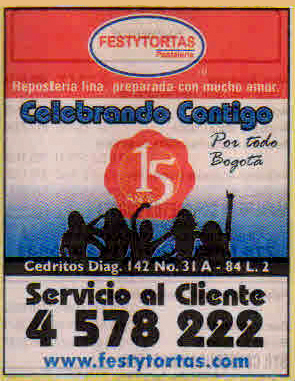 FESTYTORTAS
Pastelería
Repostería fina, preparada con mucho amor.
Celebrando Contigo
Por todo
Bogotá
15
Cedritos Diag. 142 No. 31 A - 84 L. 2
Servicio al Cliente
4 578 222
www.festytortas.com